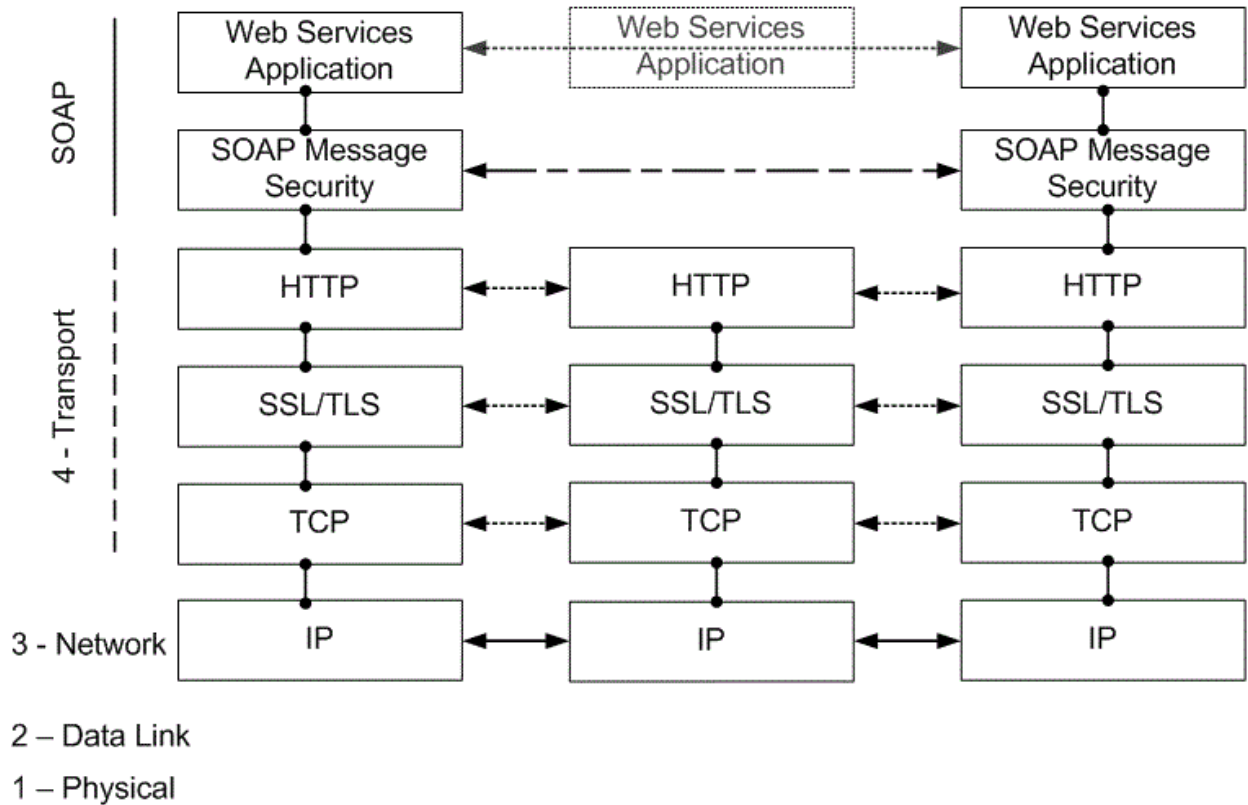 Web Services
Application
Web Services
Application
Web Services
Application
SOAP
SOAP Message
Security
SOAP Message
Security
4 - Transport
HTTP
HTTP
HTTP
SSL/TLS
SSL/TLS
SSL/TLS
TCP
TCP
TCP
3 - Network
IP
IP
IP
2 – Data Link
1 – Physical